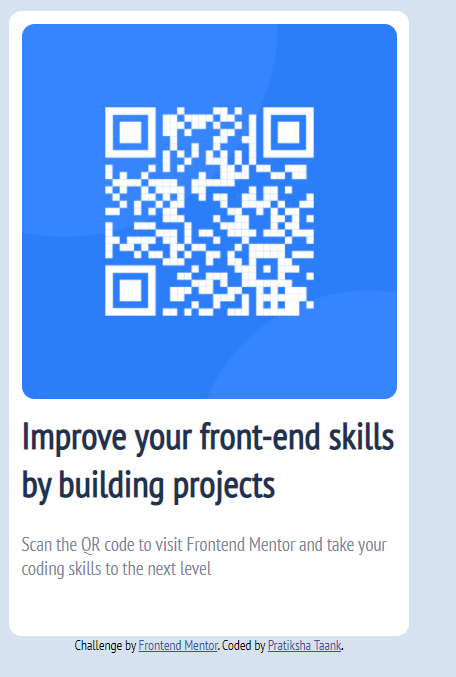 Improve your front-end skills
by building projects
Scan the QR code to visit Frontend Mentor and take your
coding skills to the next level
Challenge by Frontend Mentor. Coded by Pratiksha Taank.